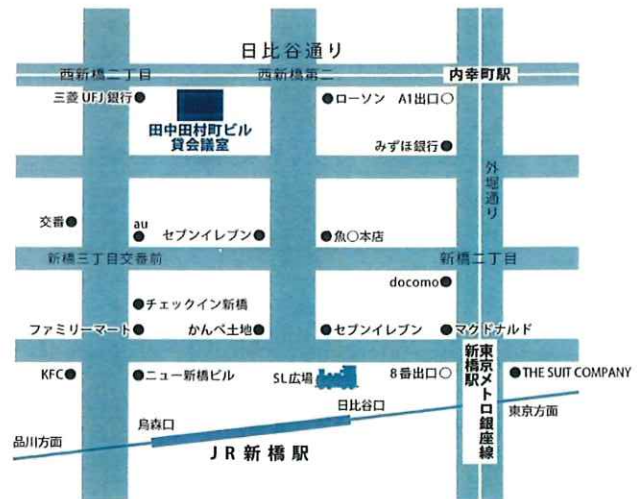 日比谷通り
西新橋二丁目
西新橋第二
内幸町駅
三菱UFJ銀行
ローソン
A1出口
田中田村町ビル
貸会議室
みずほ銀行
外堀通り
交番
au
セブンイレブン
魚〇本店
新橋三丁目交番前
新橋二丁目
docomo
チェックイン新橋
ファミリーマート
かんべ土地
セブンイレブン
マクドナルド
KFC
ニュー新橋ビル
SL広場
8番出口
東京メトロ銀座線
新橋駅
THE SUIT COMPANY
日比谷口
烏森口
東京方面
品川方面
JR新橋駅